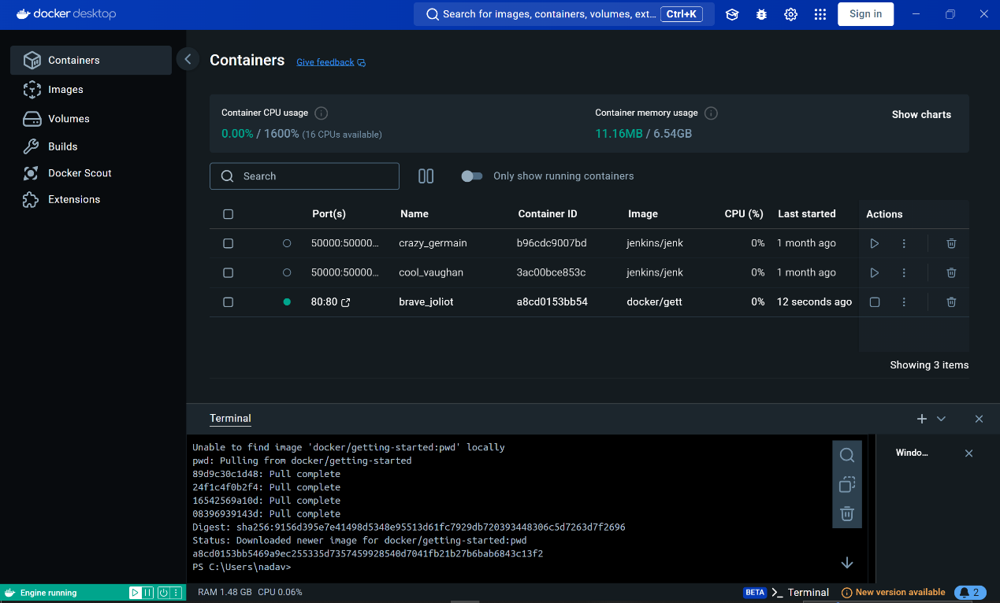 docker desktop
Search for images, containers, volumes, ext... Ctrl+K
Sign in
Containers
Images
Volumes
Builds
Docker Scout
Extensions
Containers Give feedback
Container CPU usage
0.00% / 1600% (16 CPUs available)
Container memory usage
11.16MB / 6.54GB
Show charts
Search
Only show running containers
Port(s) Name Container ID Image CPU (%) Last started Actions
50000:50000... crazy_germain b96cdc9007bd jenkins/jenk 0% 1 month ago
50000:50000... cool_vaughan 3ac00bce853c jenkins/jenk 0% 1 month ago
80:80 brave_joliot a8cd0153bb54 docker/gett 0% 12 seconds ago
Showing 3 items
Terminal
Unable to find image 'docker/getting-started:pwd' locally
pwd: Pulling from docker/getting-started
89d9c30c1d48: Pull complete
24f1c4f0b2f4: Pull complete
16542569a10d: Pull complete
08396939143d: Pull complete
Digest: sha256:9156d395e7e41498d5348e95513d61fc7929db720393448306c5d7263d7f2696
Status: Downloaded newer image for docker/getting-started:pwd
a8cd0153bb5469a9ec255335d7357459928540d7041fb21b27b6bab6843c13f2
PS C:\Users\nadav>
Windo...
Engine running
RAM 1.48 GB CPU 0.06%
BETA >_ Terminal
New version available
2